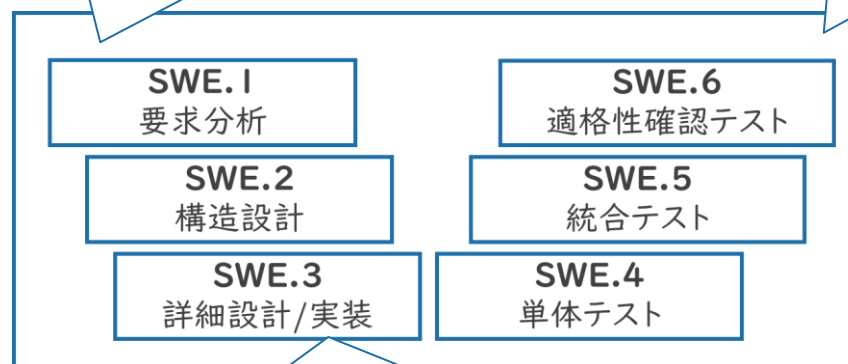 SWE.1
要求分析
SWE.6
適格性確認テスト
SWE.2
構造設計
SWE.5
統合テスト
SWE.3
詳細設計/実装
SWE.4
単体テスト